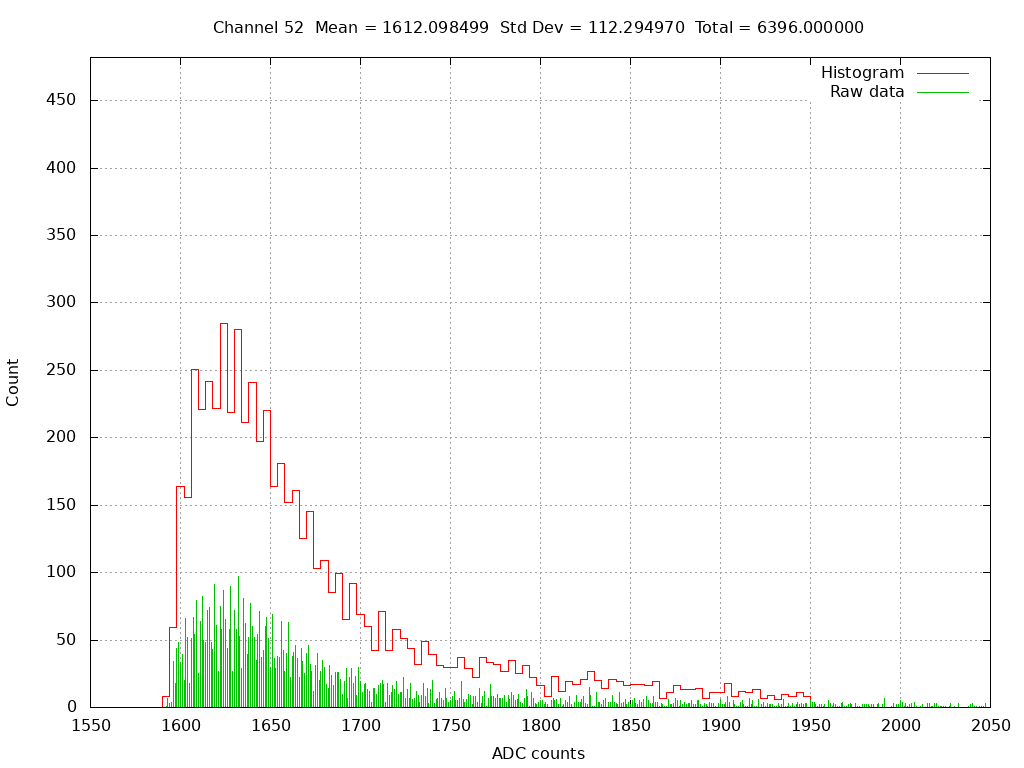 Channel 52  Mean = 1612.098499  Std Dev = 112.294970  Total = 6396.000000
Histogram
Raw data
450
400
350
300
250
200
150
100
50
0
Count
1550 1600 1650 1700 1750 1800 1850 1900 1950 2000 2050
ADC counts